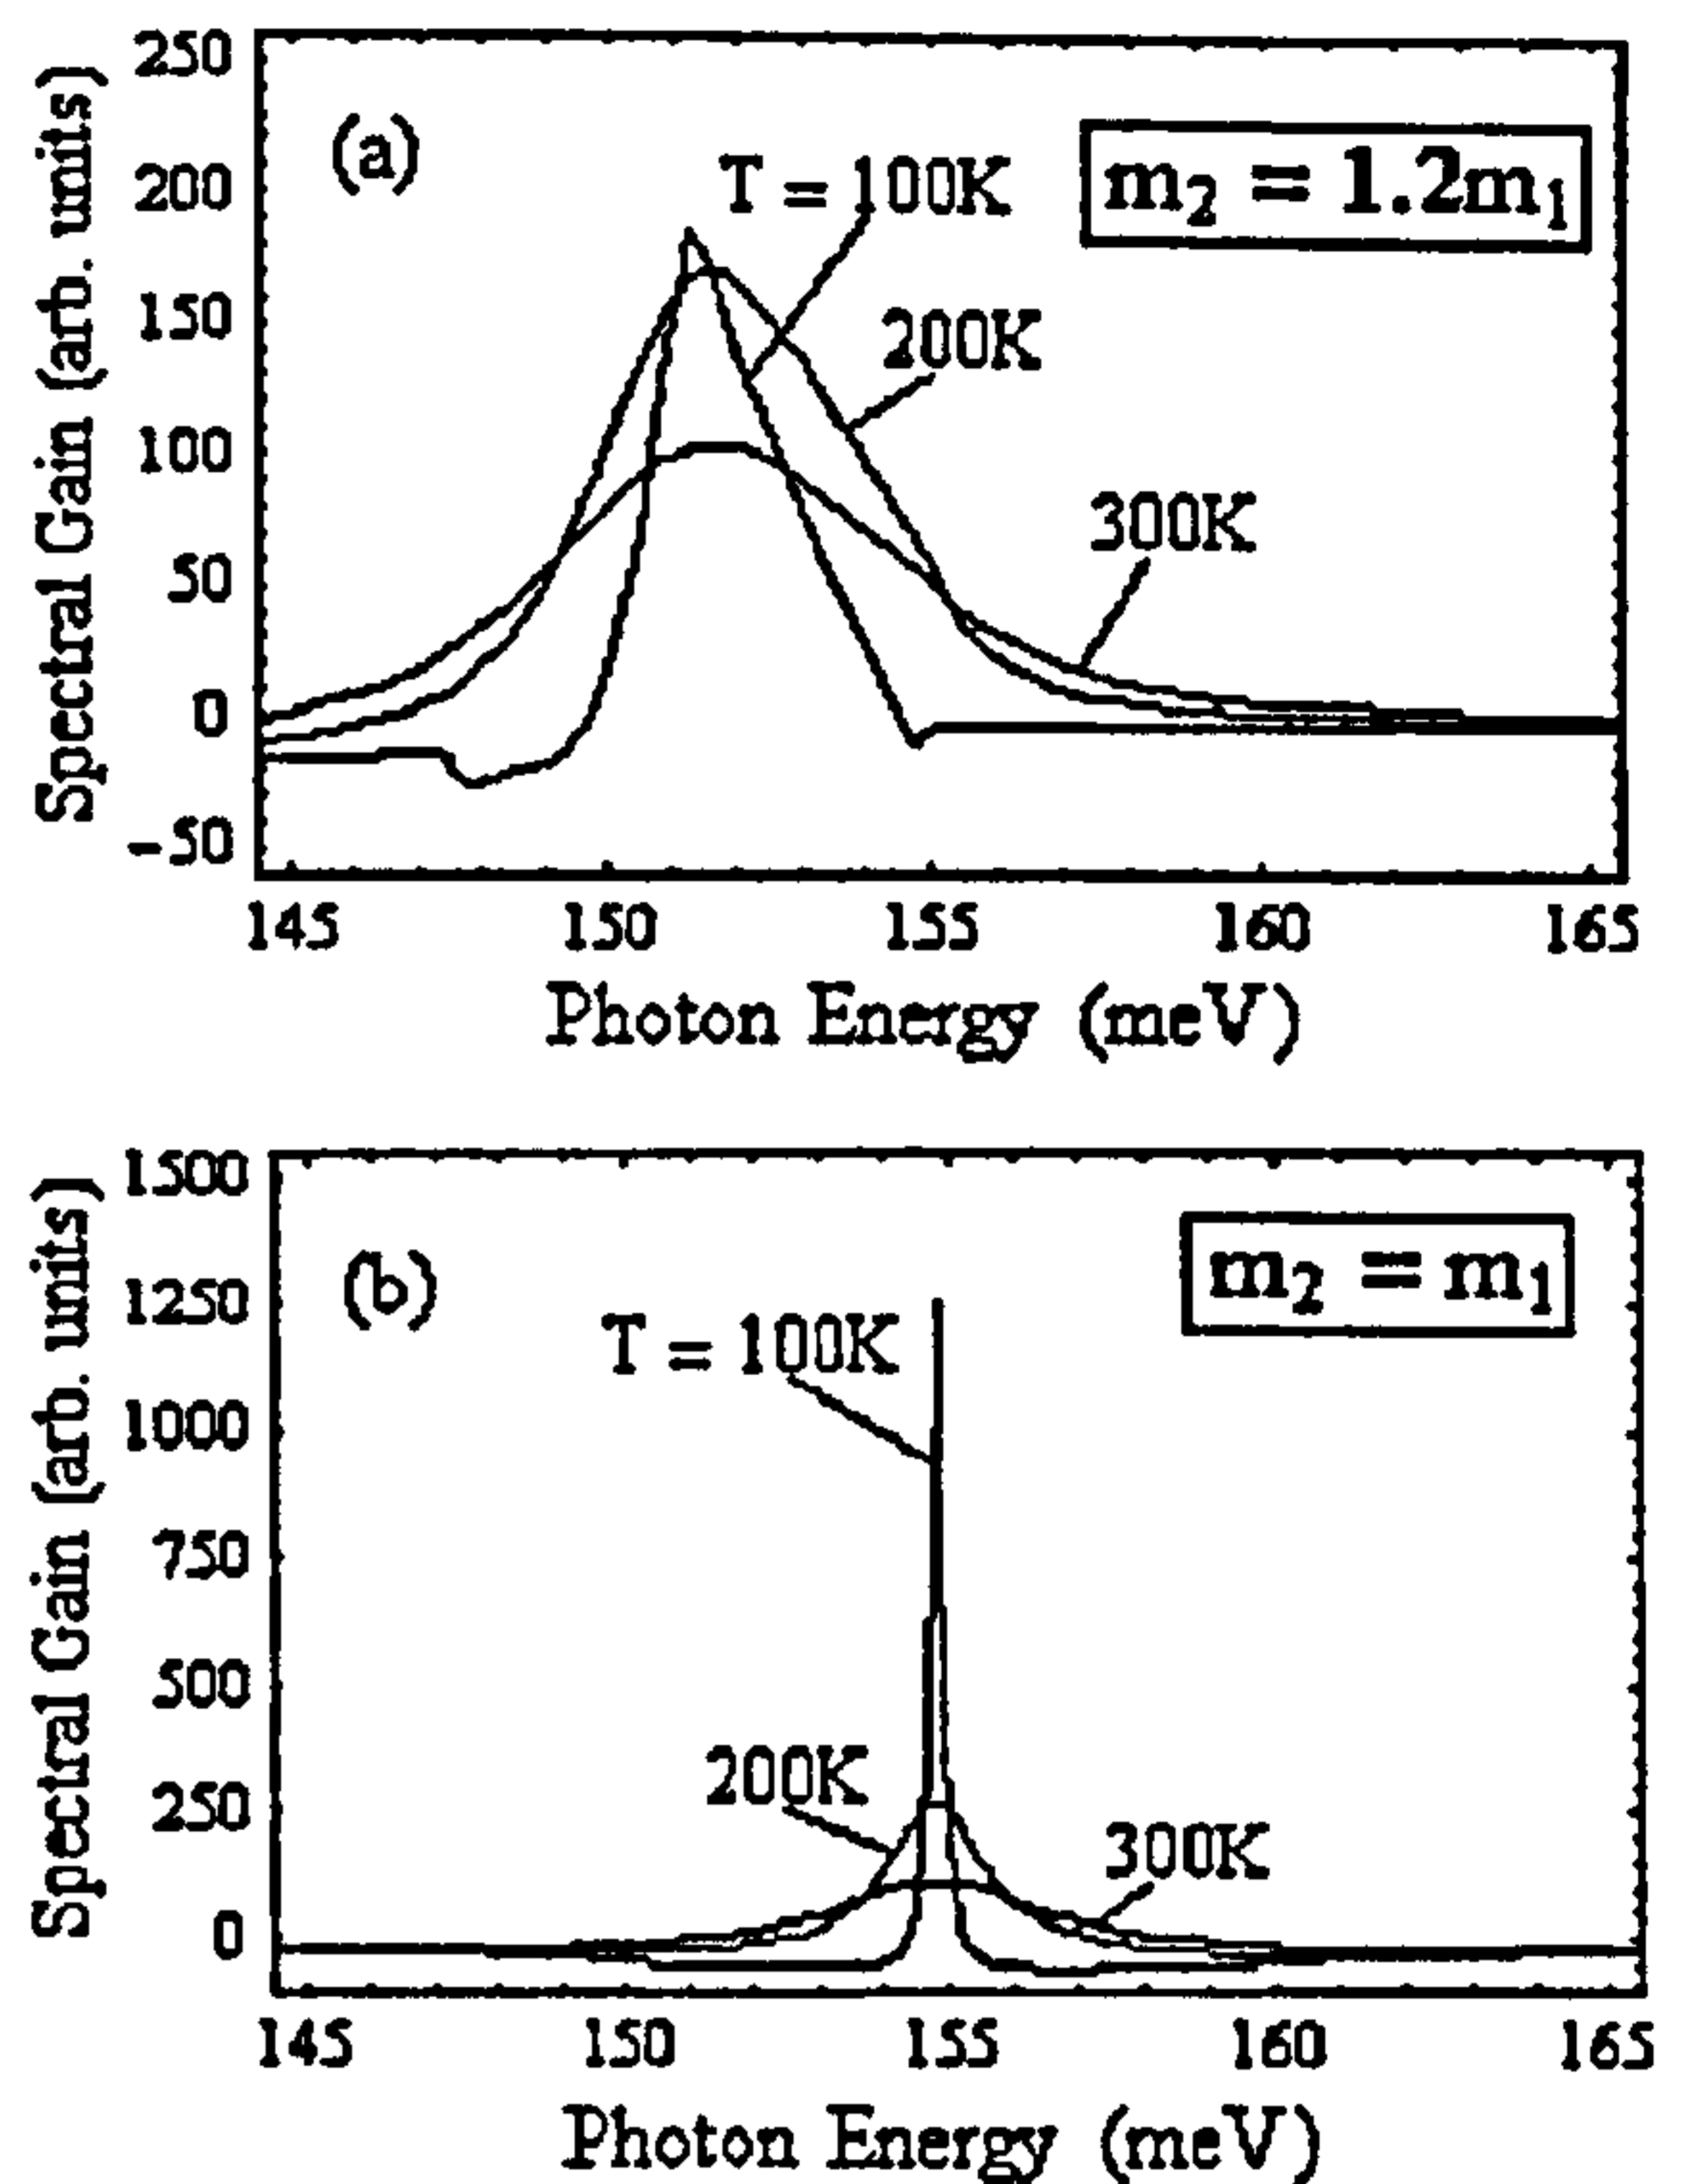 250
200
150
100
50
0
-50
Spectral Gain (arb. units)
(a)
T = 100K
m₂ = 1.2m₁
200K
300K
145 150 155 160 165
Photon Energy (meV)
1500
1250
1000
750
500
250
0
Spectral Gain (arb. units)
(b)
m₂ = m₁
T = 100K
200K
300K
145 150 155 160 165
Photon Energy (meV)